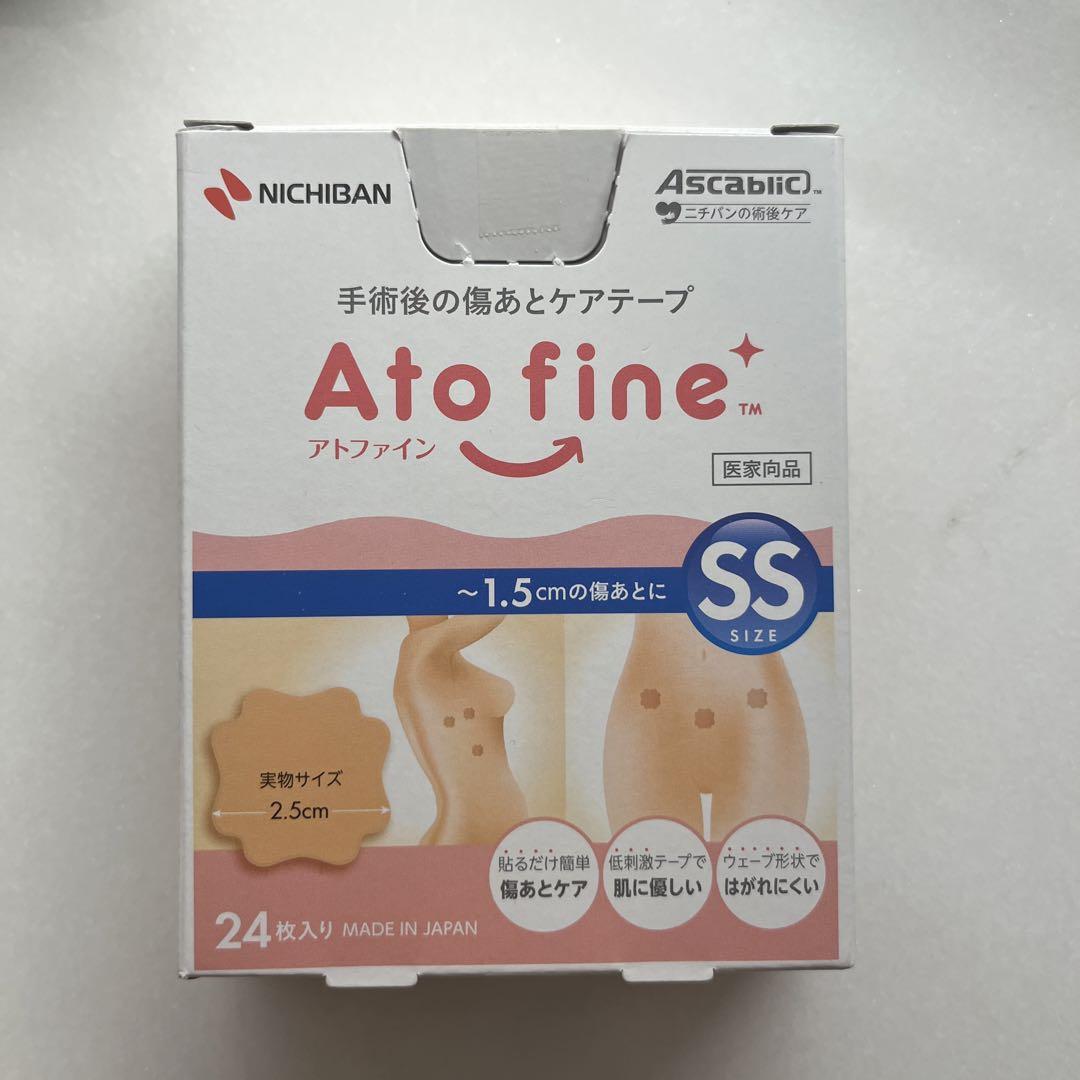 NICHIBAN
Ascablic™
ニチバンの術後ケア
手術後の傷あとケアテープ
Ato fine™
アトファイン
医家向品
～1.5cmの傷あとに
SS
SIZE
実物サイズ
2.5cm
貼るだけ簡単
傷あとケア
低刺激テープで
肌に優しい
ウェーブ形状で
はがれにくい
24枚入り MADE IN JAPAN